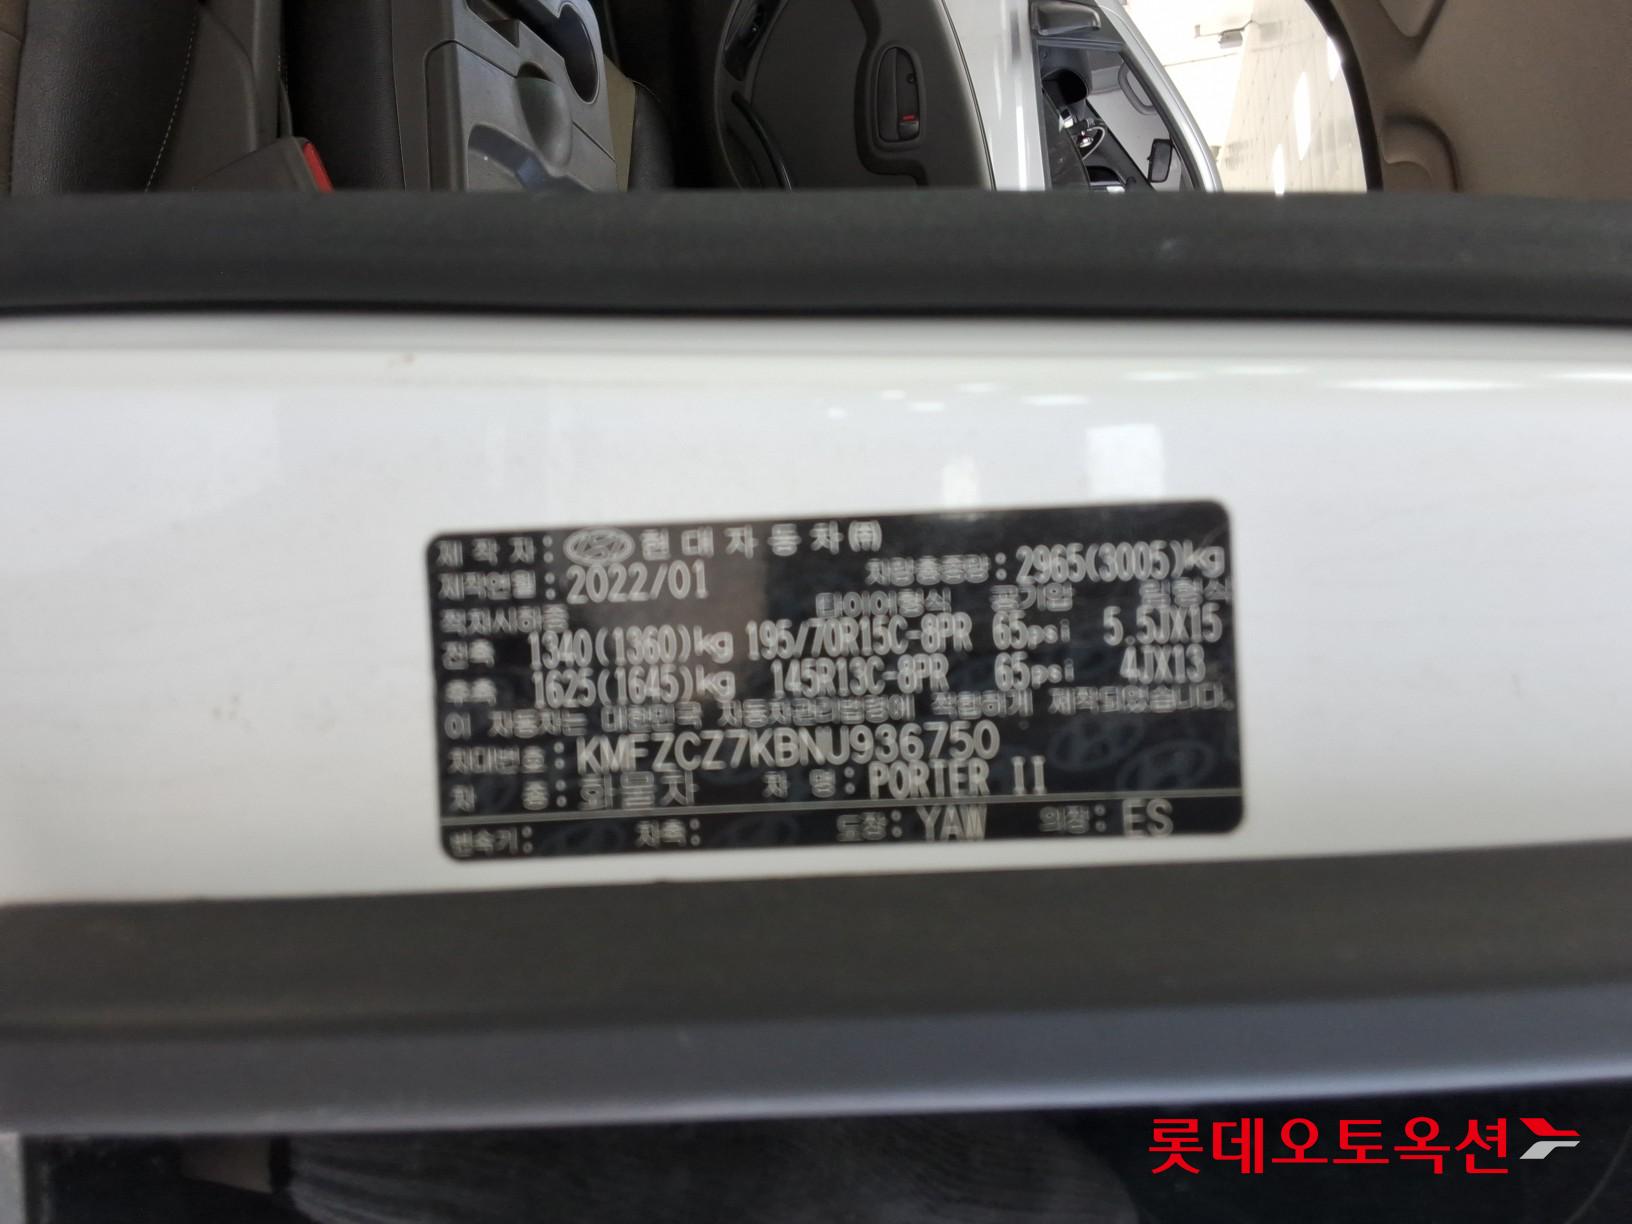 제 작 자 : 현대자동차㈜
제작연월 : 2022/01 차량총중량 : 2965(3005)kg
적차시하중 타이어형식 공기압 림형식
전축 1340(1360)kg 195/70R15C-8PR 65psi 5.5JX15
후축 1625(1645)kg 145R13C-8PR 65psi 4JX13
이 자동차는 대한민국 자동차관리법령에 적합하게 제작되었습니다.
차대번호 : KMFZCZ7KBNU936750
차 종 : 화물차 차 명 : PORTER II
변속기 : 차축 : 도장 : YAW 의장 : ES
롯데오토옥션